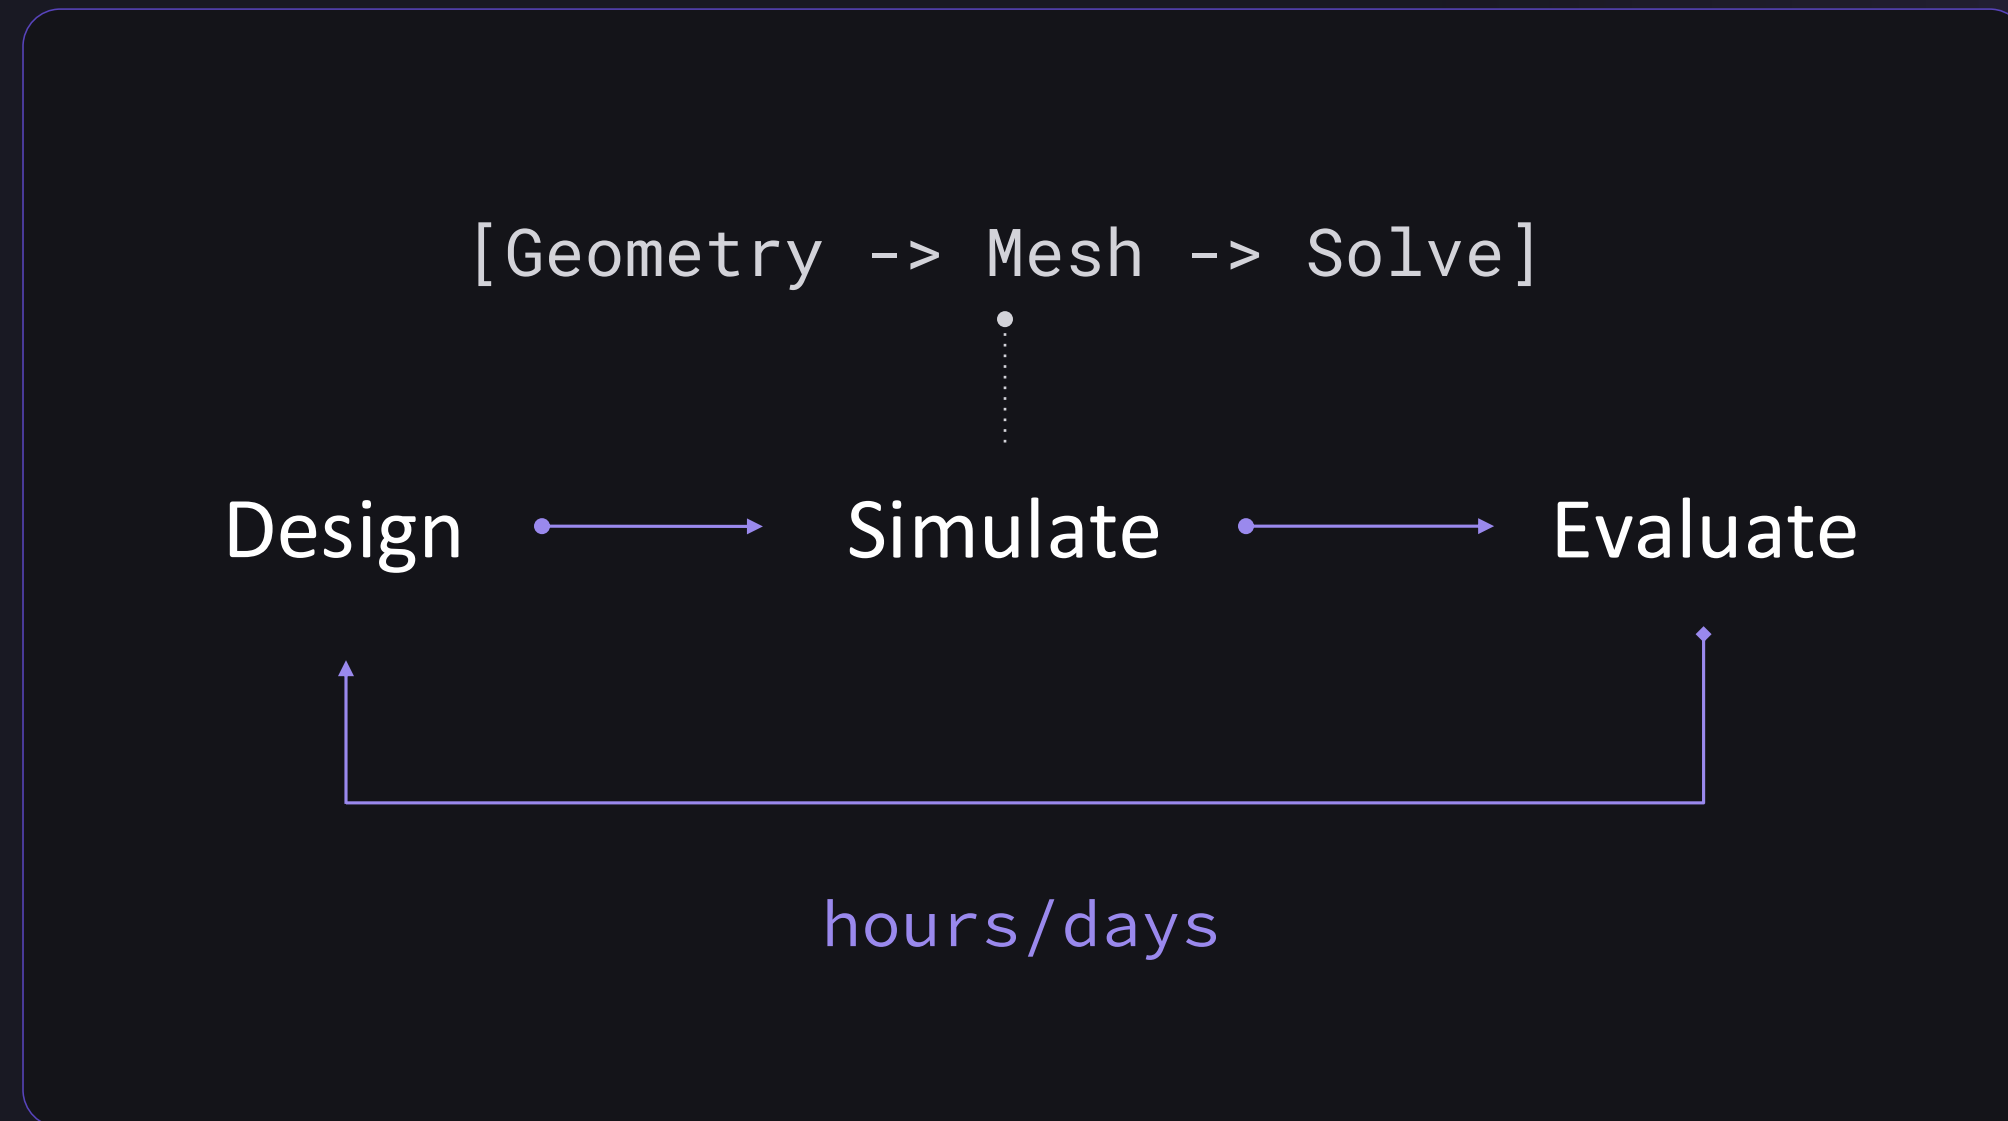 [Geometry -> Mesh -> Solve]
Design
Simulate
Evaluate
hours/days